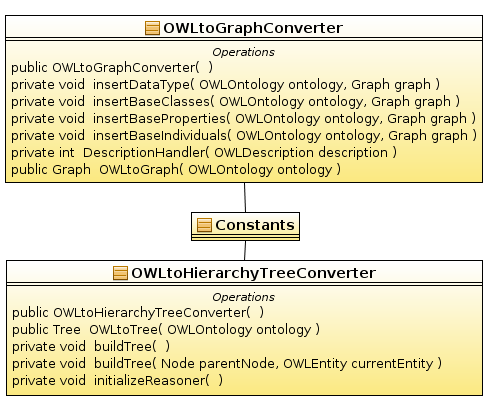 OWLtoGraphConverter
Operations
public OWLtoGraphConverter(  )
private void  insertDataType( OWLOntology ontology, Graph graph )
private void  insertBaseClasses( OWLOntology ontology, Graph graph )
private void  insertBaseProperties( OWLOntology ontology, Graph graph )
private void  insertBaseIndividuals( OWLOntology ontology, Graph graph )
private int  DescriptionHandler( OWLDescription description )
public Graph  OWLtoGraph( OWLOntology ontology )
Constants
OWLtoHierarchyTreeConverter
Operations
public OWLtoHierarchyTreeConverter(  )
public Tree  OWLtoTree( OWLOntology ontology )
private void  buildTree(  )
private void  buildTree( Node parentNode, OWLEntity currentEntity )
private void  initializeReasoner(  )